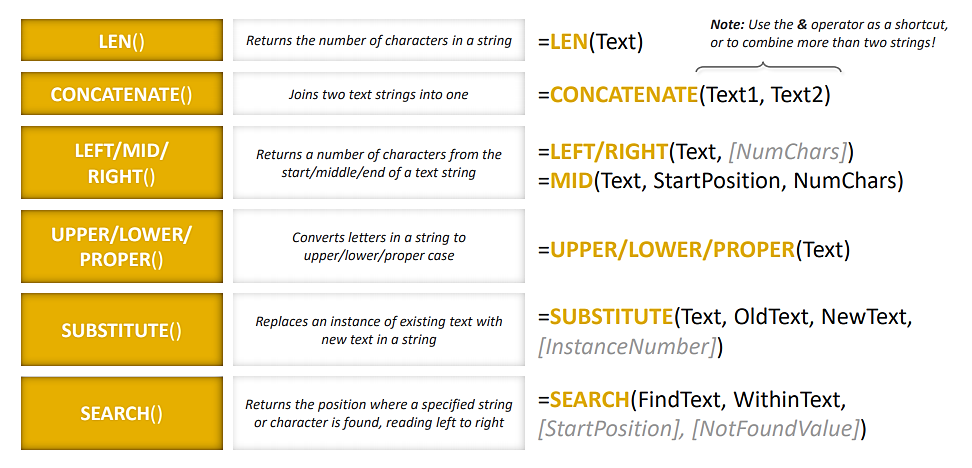 Note: Use the & operator as a shortcut,
or to combine more than two strings!
LEN()
Returns the number of characters in a string
=LEN(Text)
CONCATENATE()
Joins two text strings into one
=CONCATENATE(Text1, Text2)
LEFT/MID/
RIGHT()
Returns a number of characters from the
start/middle/end of a text string
=LEFT/RIGHT(Text, [NumChars])
=MID(Text, StartPosition, NumChars)
UPPER/LOWER/
PROPER()
Converts letters in a string to
upper/lower/proper case
=UPPER/LOWER/PROPER(Text)
SUBSTITUTE()
Replaces an instance of existing text with
new text in a string
=SUBSTITUTE(Text, OldText, NewText,
[InstanceNumber])
SEARCH()
Returns the position where a specified string
or character is found, reading left to right
=SEARCH(FindText, WithinText,
[StartPosition], [NotFoundValue])